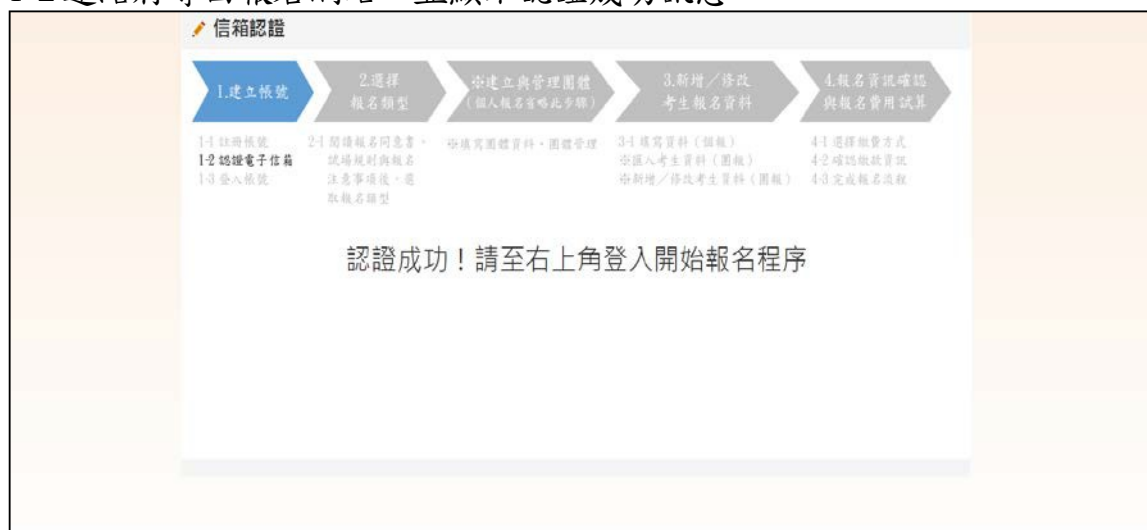 信箱認證
1.建立帳號
2.選擇
報名類型
※建立與管理團體
(個人報名省略此步驟)
3.新增／修改
考生報名資料
4.報名資訊確認
與報名費用試算
1-1 註冊帳號
1-2 認證電子信箱
1-3 登入帳號
2-1 閱讀報名同意書、
試場規則與報名
注意事項後，選
取報名類型
※填寫團體資料、團體管理
3-1 填寫資料（個報）
※匯入考生資料（團報）
※新增／修改考生資料（團報）
4-1 選擇繳費方式
4-2 確認繳款資訊
4-3 完成報名流程
認證成功！請至右上角登入開始報名程序